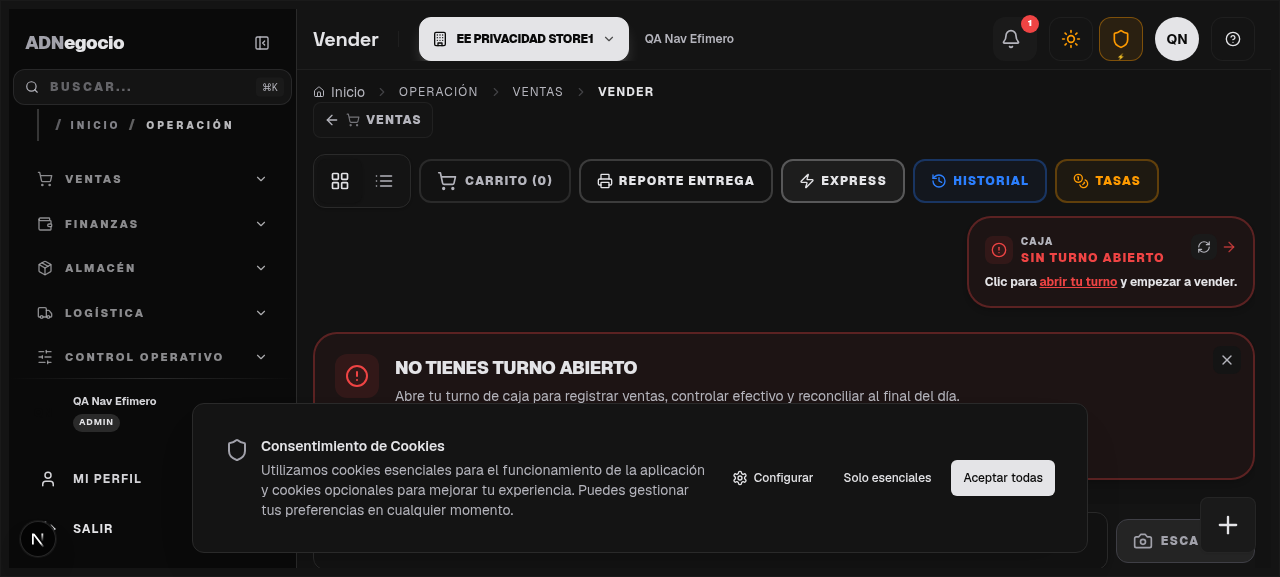 ADNegocio
BUSCAR...
⌘K
/ INICIO / OPERACIÓN
VENTAS
FINANZAS
ALMACÉN
LOGÍSTICA
CONTROL OPERATIVO
QA Nav Efimero
ADMIN
MI PERFIL
SALIR
N
Vender
EE PRIVACIDAD STORE1
QA Nav Efimero
1
QN
Inicio > OPERACIÓN > VENTAS > VENDER
VENTAS
CARRITO (0)
REPORTE ENTREGA
EXPRESS
HISTORIAL
TASAS
CAJA
SIN TURNO ABIERTO
Clic para abrir tu turno y empezar a vender.
NO TIENES TURNO ABIERTO
Abre tu turno de caja para registrar ventas, controlar efectivo y reconciliar al final del día.
Consentimiento de Cookies
Utilizamos cookies esenciales para el funcionamiento de la aplicación
y cookies opcionales para mejorar tu experiencia. Puedes gestionar
tus preferencias en cualquier momento.
Configurar
Solo esenciales
Aceptar todas
ESCA